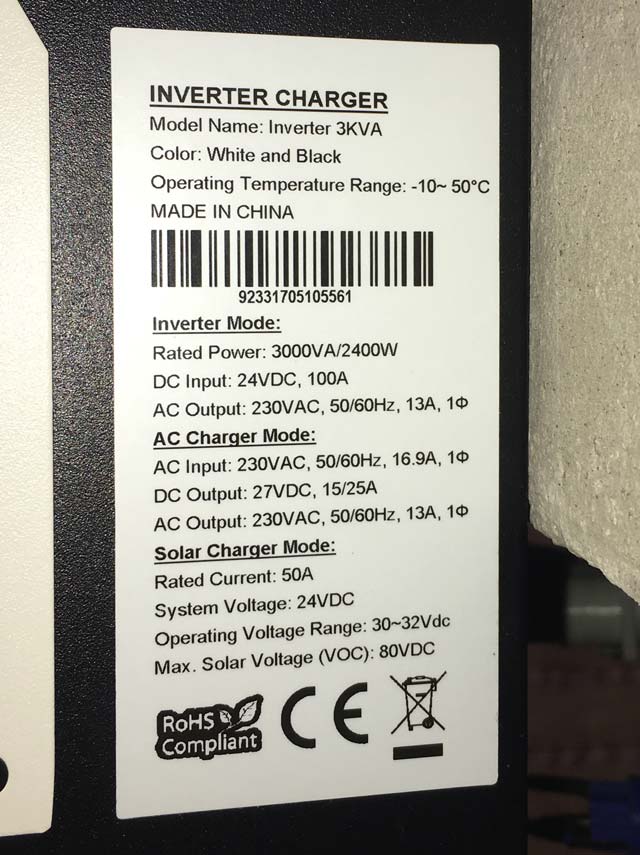 INVERTER CHARGER
Model Name: Inverter 3KVA
Color: White and Black
Operating Temperature Range: -10~ 50°C
MADE IN CHINA
92331705105561
Inverter Mode:
Rated Power: 3000VA/2400W
DC Input: 24VDC, 100A
AC Output: 230VAC, 50/60Hz, 13A, 1Φ
AC Charger Mode:
AC Input: 230VAC, 50/60Hz, 16.9A, 1Φ
DC Output: 27VDC, 15/25A
AC Output: 230VAC, 50/60Hz, 13A, 1Φ
Solar Charger Mode:
Rated Current: 50A
System Voltage: 24VDC
Operating Voltage Range: 30~32Vdc
Max. Solar Voltage (VOC): 80VDC
RoHS
Compliant
CE